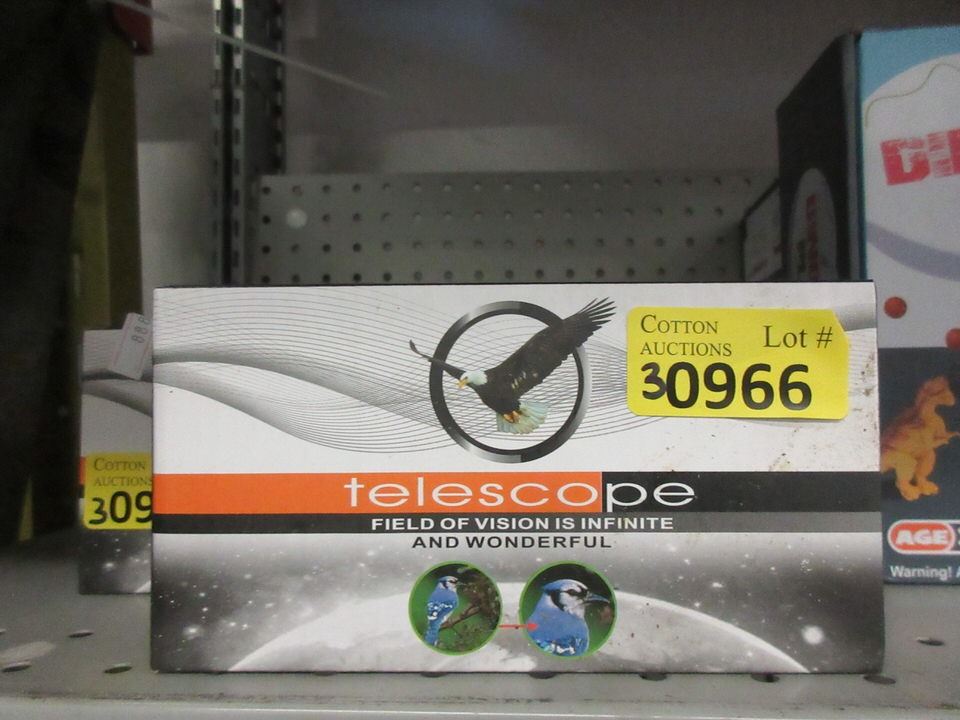 COTTON
AUCTIONS
Lot #
30966
telescope
FIELD OF VISION IS INFINITE
AND WONDERFUL
COTTON
AUCTIONS
309
AGE
Warning!